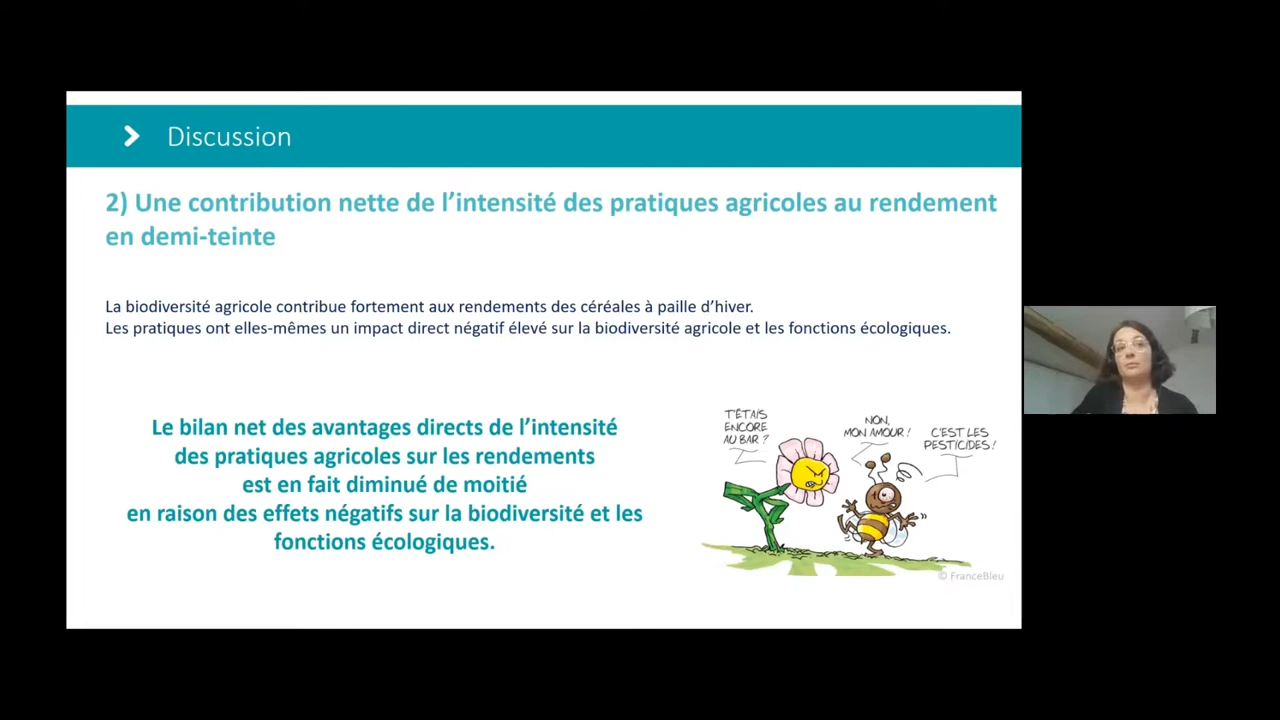 Discussion
2) Une contribution nette de l’intensité des pratiques agricoles au rendement
en demi-teinte
La biodiversité agricole contribue fortement aux rendements des céréales à paille d’hiver.
Les pratiques ont elles-mêmes un impact direct négatif élevé sur la biodiversité agricole et les fonctions écologiques.
Le bilan net des avantages directs de l’intensité
des pratiques agricoles sur les rendements
est en fait diminué de moitié
en raison des effets négatifs sur la biodiversité et les
fonctions écologiques.
T'ÉTAIS
ENCORE
AU BAR ?
NON,
MON AMOUR !
C'EST LES
PESTICIDES !
© FranceBleu